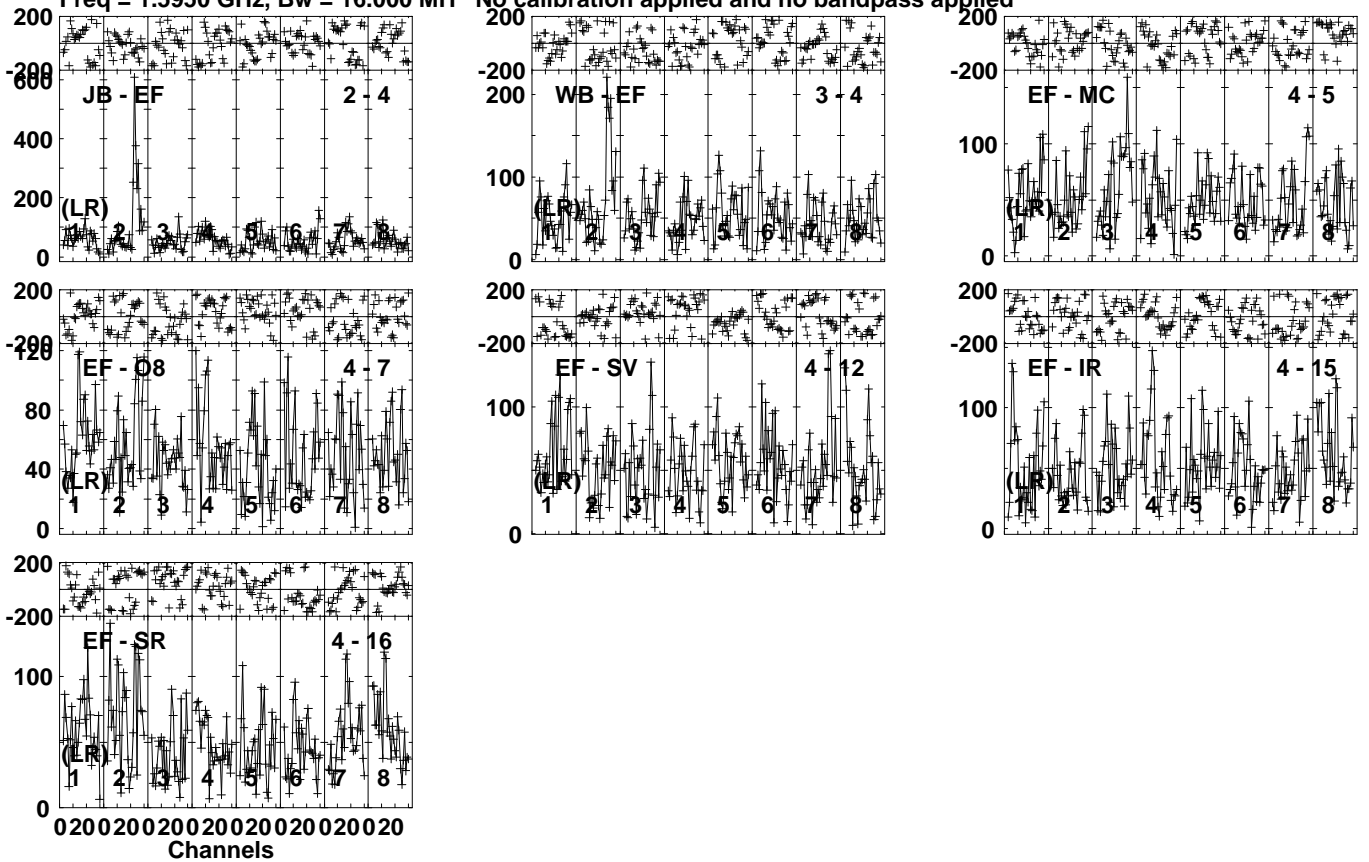 Freq = 1.5950 GHz, Bw = 16.000 MH No calibration applied and no bandpass applied
200
-200
600
400
200
0
JB - EF 2 - 4
(LR)
1 2 3 4 5 6 7 8
200
-200
200
100
0
WB - EF 3 - 4
(LR)
1 2 3 4 5 6 7 8
200
-200
100
0
EF - MC 4 - 5
(LR)
1 2 3 4 5 6 7 8
200
-200
120
80
40
0
EF - O8 4 - 7
(LR)
1 2 3 4 5 6 7 8
200
-200
100
0
EF - SV 4 - 12
(LR)
1 2 3 4 5 6 7 8
200
-200
100
0
EF - IR 4 - 15
(LR)
1 2 3 4 5 6 7 8
200
-200
100
0
EF - SR 4 - 16
(LR)
1 2 3 4 5 6 7 8
0 20 0 20 0 20 0 20 0 20 0 20 0 20 0 20
Channels